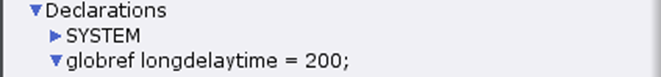 Declarations
SYSTEM
globref longdelaytime = 200;